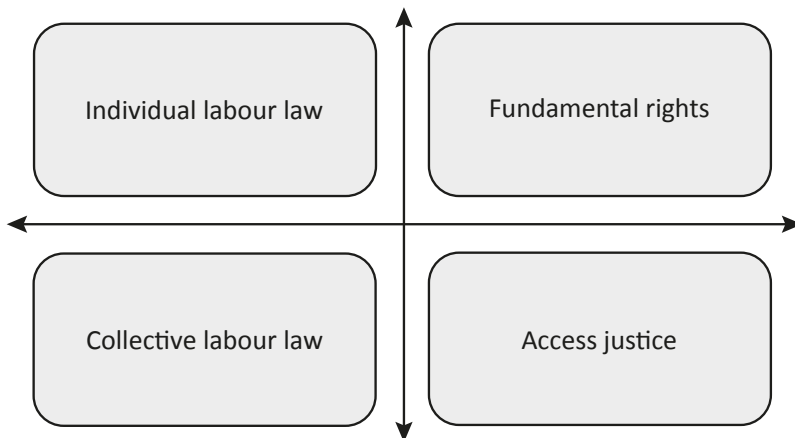 Individual labour law
Fundamental rights
Collective labour law
Access justice